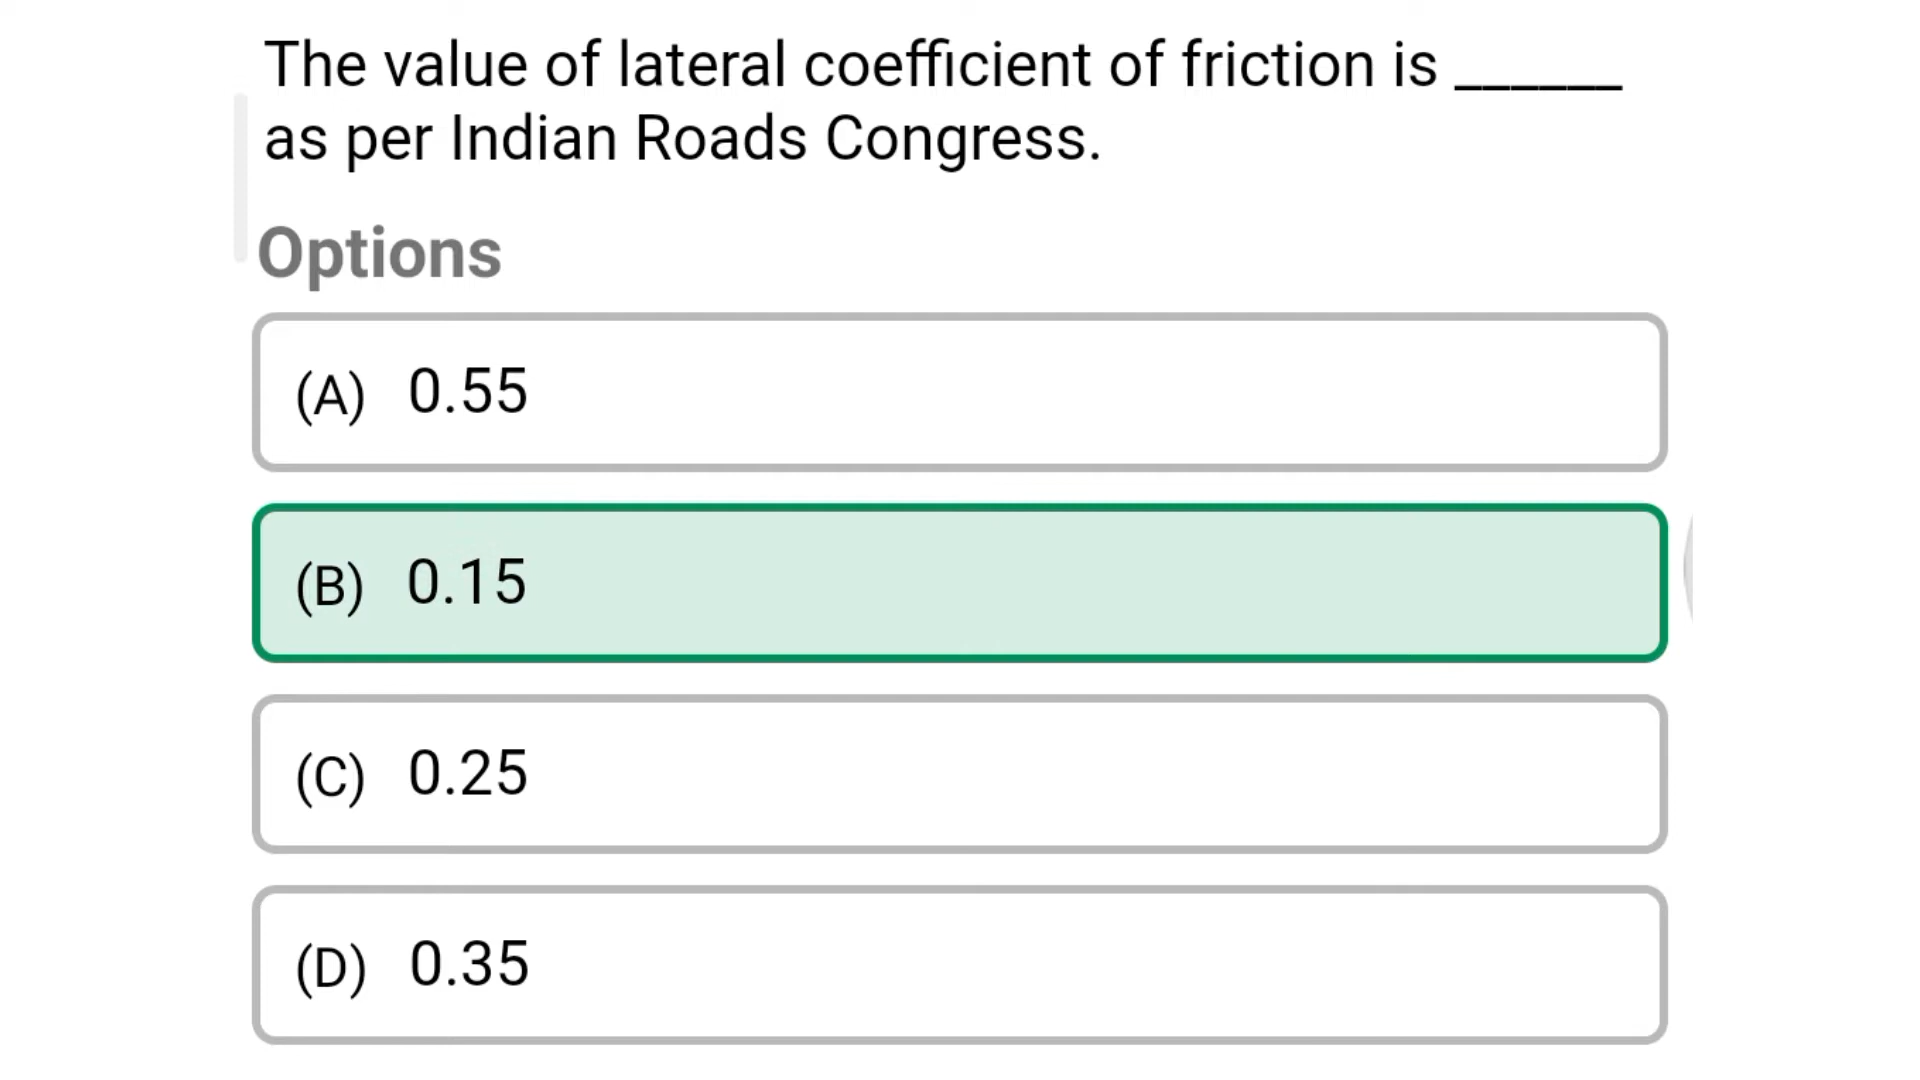 The value of lateral coefficient of friction is ______
as per Indian Roads Congress.
Options
(A) 0.55
(B) 0.15
(C) 0.25
(D) 0.35